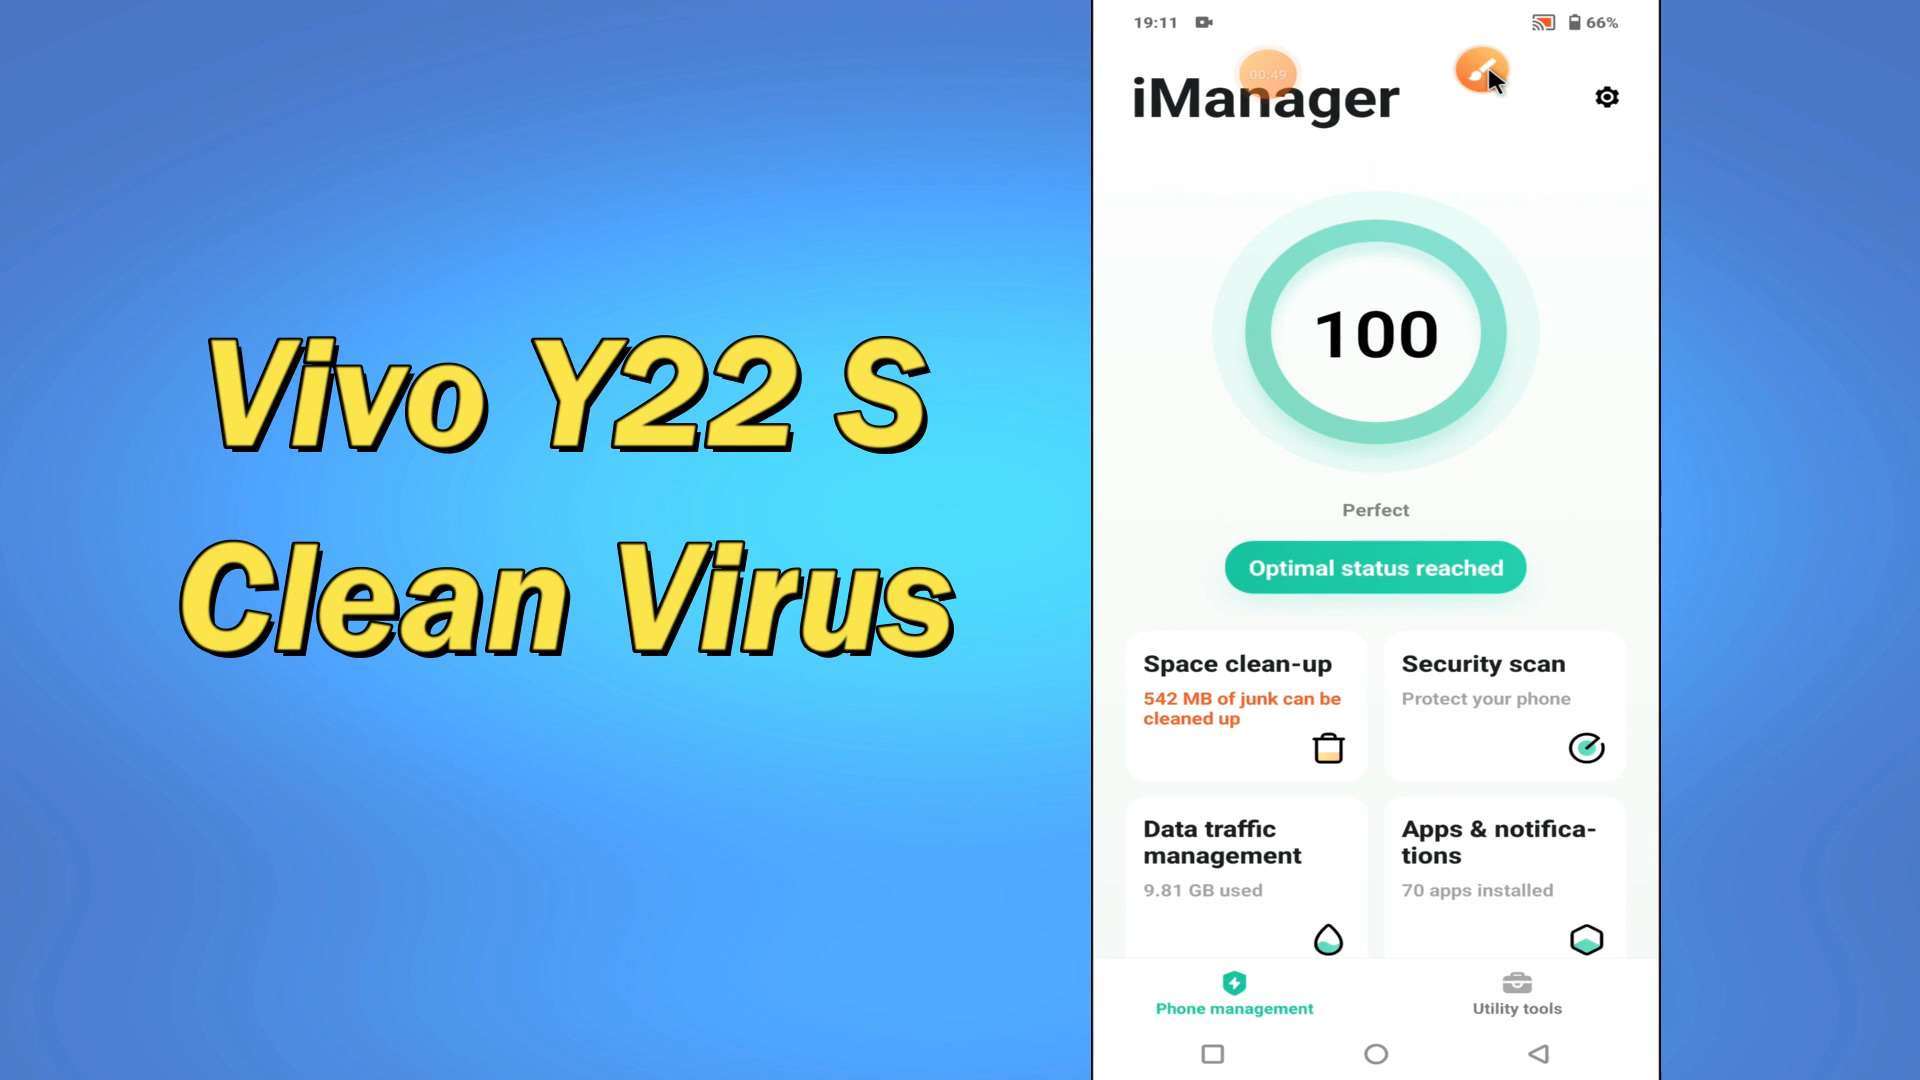 Vivo Y22 S
Clean Virus
19:11
66%
00:49
iManager
100
Perfect
Optimal status reached
Space clean-up
542 MB of junk can be
cleaned up
Security scan
Protect your phone
Data traffic
management
9.81 GB used
Apps & notifica-
tions
70 apps installed
Phone management
Utility tools